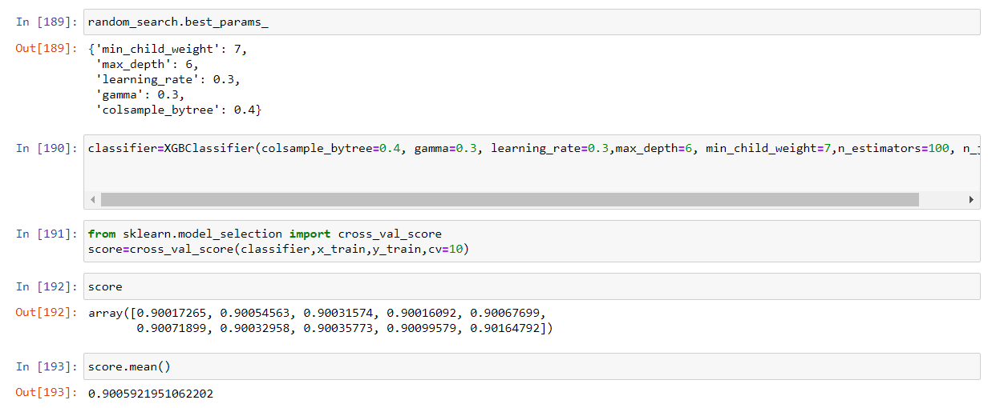 In [189]: random_search.best_params_
Out[189]: {'min_child_weight': 7,
'max_depth': 6,
'learning_rate': 0.3,
'gamma': 0.3,
'colsample_bytree': 0.4}
In [190]: classifier=XGBClassifier(colsample_bytree=0.4, gamma=0.3, learning_rate=0.3,max_depth=6, min_child_weight=7,n_estimators=100,
In [191]: from sklearn.model_selection import cross_val_score
score=cross_val_score(classifier,x_train,y_train,cv=10)
In [192]: score
Out[192]: array([0.90017265, 0.90054563, 0.90031574, 0.90016092, 0.90067699,
0.90071899, 0.90032958, 0.90035773, 0.90099579, 0.90164792])
In [193]: score.mean()
Out[193]: 0.9005921951062202